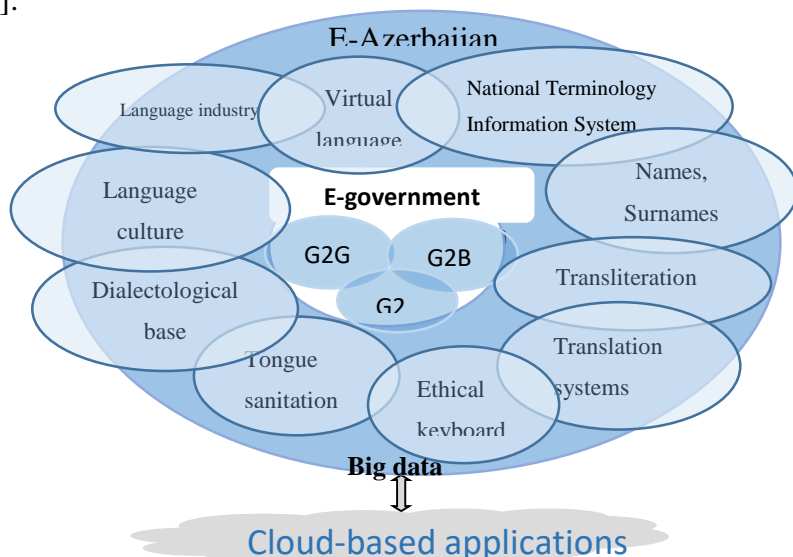 ].
E-Azerbaijan
Language industry
Virtual
language
National Terminology
Information System
Names,
Surnames
Language
culture
E-government
G2G
G2B
G2
Transliteration
Dialectological
base
Translation
systems
Tongue
sanitation
Ethical
keyboard
Big data
Cloud-based applications